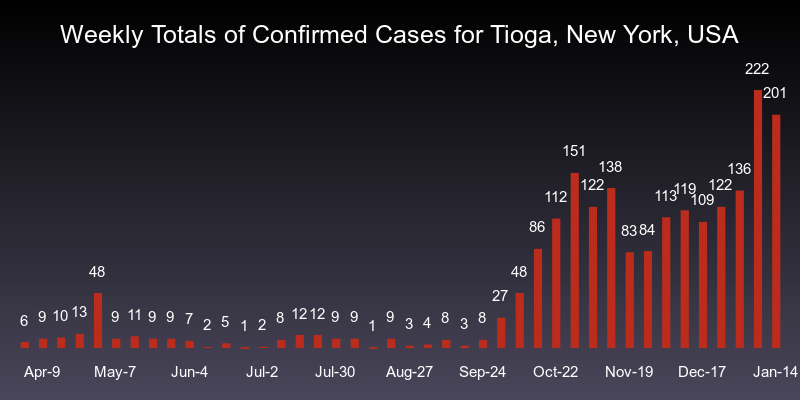 Weekly Totals of Confirmed Cases for Tioga, New York, USA
6 9 10 13 48 9 11 9 9 7 2 5 1 2 8 12 12 9 9 1 9 3 4 8 3 8 27 48 86 112 151 122 138 83 84 113 119 109 122 136 222 201
Apr-9 May-7 Jun-4 Jul-2 Jul-30 Aug-27 Sep-24 Oct-22 Nov-19 Dec-17 Jan-14